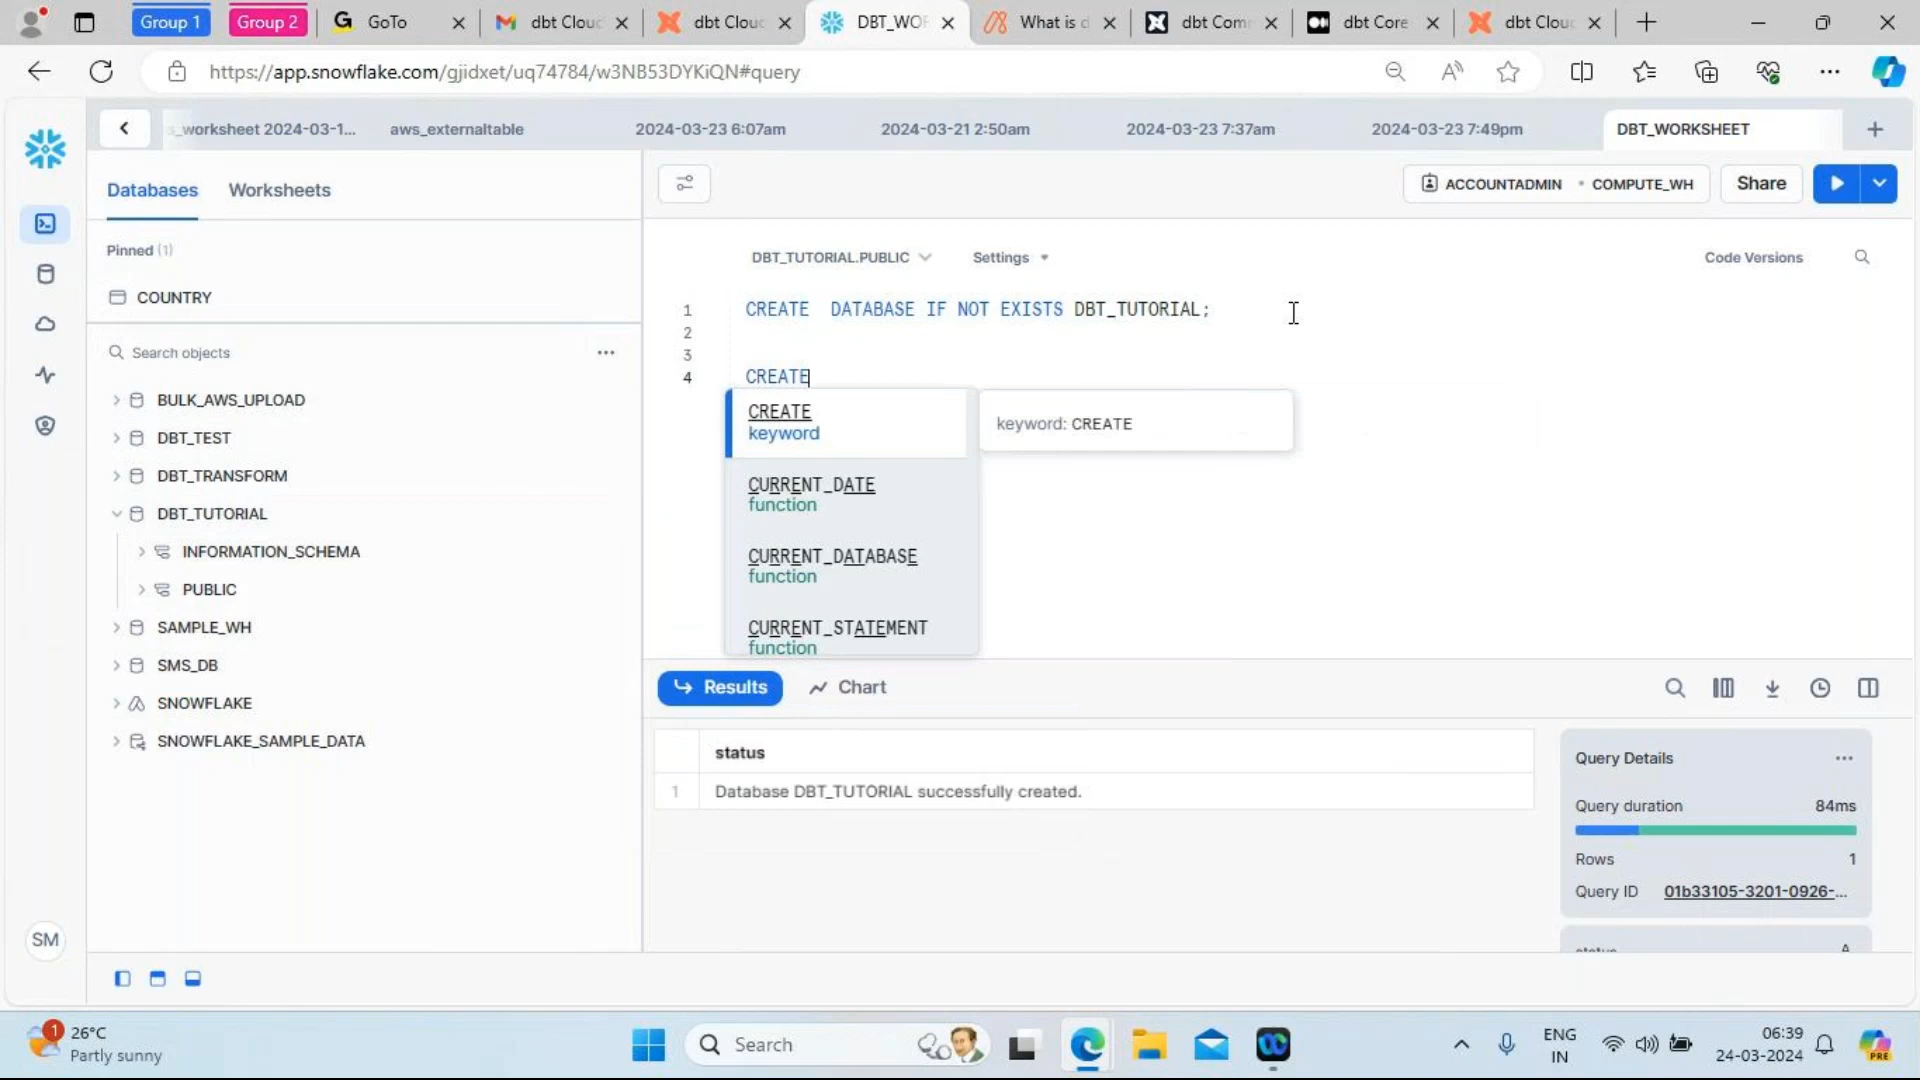 Group 1
Group 2
GoTo
dbt Clou
dbt Clou
DBT_WOR
What is d
dbt Com
dbt Core
dbt Clou
https://app.snowflake.com/gjidxet/uq74784/w3NB53DYKiQN#query
s_worksheet 2024-03-1...
aws_externaltable
2024-03-23 6:07am
2024-03-21 2:50am
2024-03-23 7:37am
2024-03-23 7:49pm
DBT_WORKSHEET
Databases
Worksheets
ACCOUNTADMIN
COMPUTE_WH
Share
Pinned (1)
COUNTRY
DBT_TUTORIAL.PUBLIC
Settings
Code Versions
1 CREATE DATABASE IF NOT EXISTS DBT_TUTORIAL;
2
3
4 CREATE
CREATE
keyword
keyword: CREATE
CURRENT_DATE
function
CURRENT_DATABASE
function
CURRENT_STATEMENT
function
Search objects
BULK_AWS_UPLOAD
DBT_TEST
DBT_TRANSFORM
DBT_TUTORIAL
INFORMATION_SCHEMA
PUBLIC
SAMPLE_WH
SMS_DB
SNOWFLAKE
SNOWFLAKE_SAMPLE_DATA
Results
Chart
status
1 Database DBT_TUTORIAL successfully created.
Query Details
Query duration 84ms
Rows 1
Query ID 01b33105-3201-0926-...
SM
1
26°C
Partly sunny
Search
ENG
IN
06:39
24-03-2024
PRE